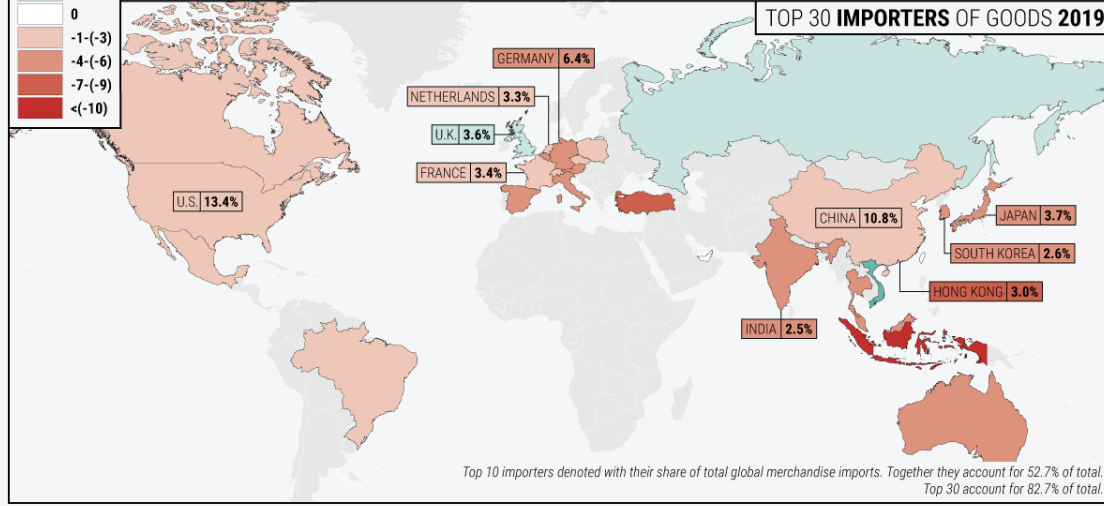 TOP 30 IMPORTERS OF GOODS 2019
0
-1-(-3)
-4-(-6)
-7-(-9)
<(-10)
GERMANY 6.4%
NETHERLANDS 3.3%
U.K. 3.6%
FRANCE 3.4%
U.S. 13.4%
CHINA 10.8%
JAPAN 3.7%
SOUTH KOREA 2.6%
HONG KONG 3.0%
INDIA 2.5%
Top 10 importers denoted with their share of total global merchandise imports. Together they account for 52.7% of total.
Top 30 account for 82.7% of total.